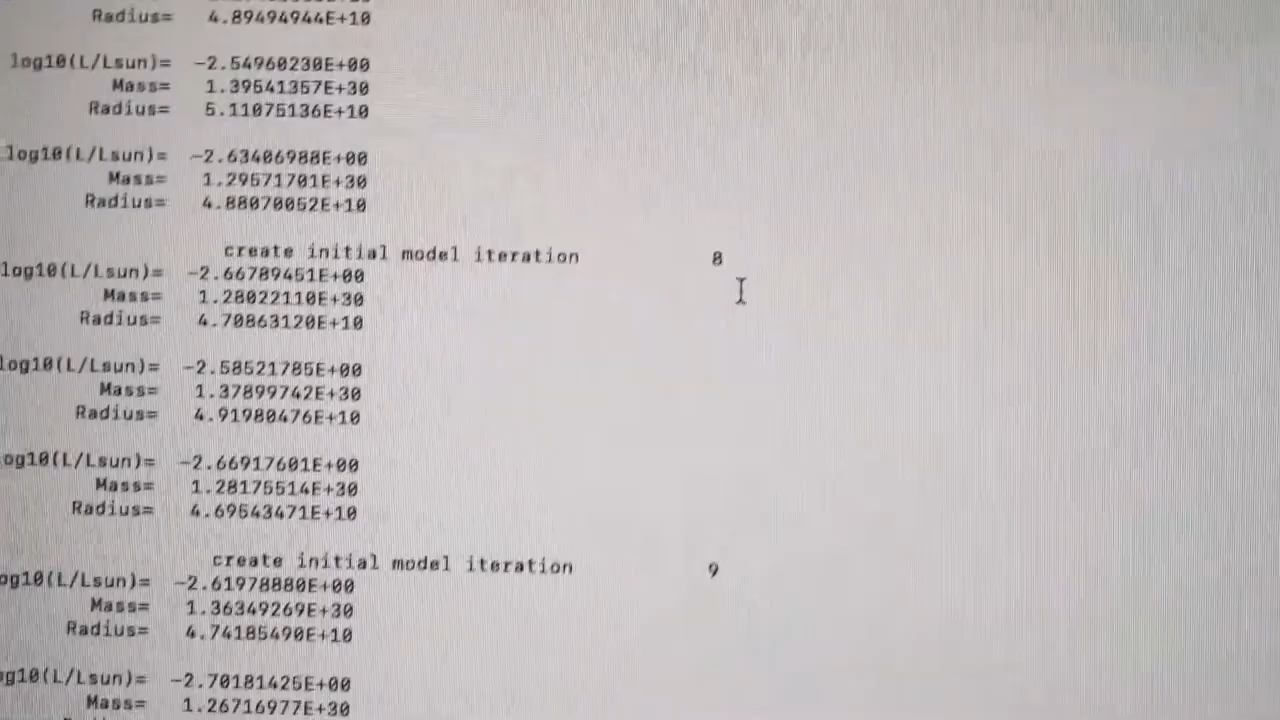 Radius= 4.89494944E+10
log10(L/Lsun)= -2.54960230E+00
Mass= 1.39541357E+30
Radius= 5.11075136E+10
log10(L/Lsun)= -2.63406988E+00
Mass= 1.29571701E+30
Radius= 4.88070052E+10
create initial model iteration 8
log10(L/Lsun)= -2.66789451E+00
Mass= 1.28022110E+30
Radius= 4.70863120E+10
log10(L/Lsun)= -2.58521785E+00
Mass= 1.37899742E+30
Radius= 4.91980476E+10
og10(L/Lsun)= -2.66917601E+00
Mass= 1.28175514E+30
Radius= 4.69543471E+10
create initial model iteration 9
og10(L/Lsun)= -2.61978880E+00
Mass= 1.36349269E+30
Radius= 4.74185490E+10
og10(L/Lsun)= -2.70181425E+00
Mass= 1.26716977E+30